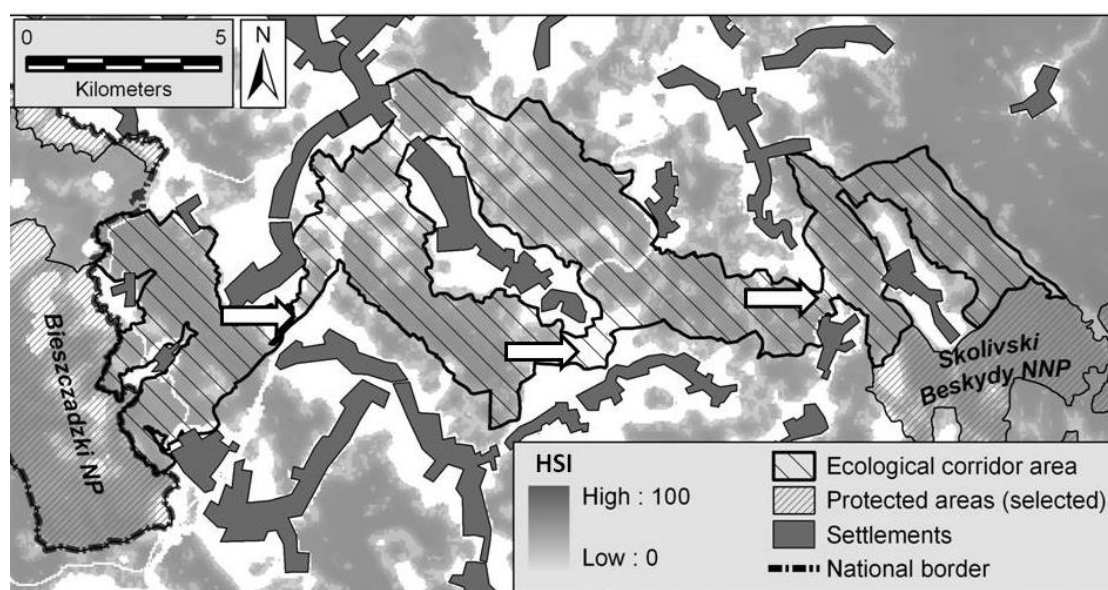 0 5
Kilometers
N
Bieszczadzki NP
Skolivski
Beskydy NNP
HSI
High : 100
Low : 0
Ecological corridor area
Protected areas (selected)
Settlements
National border